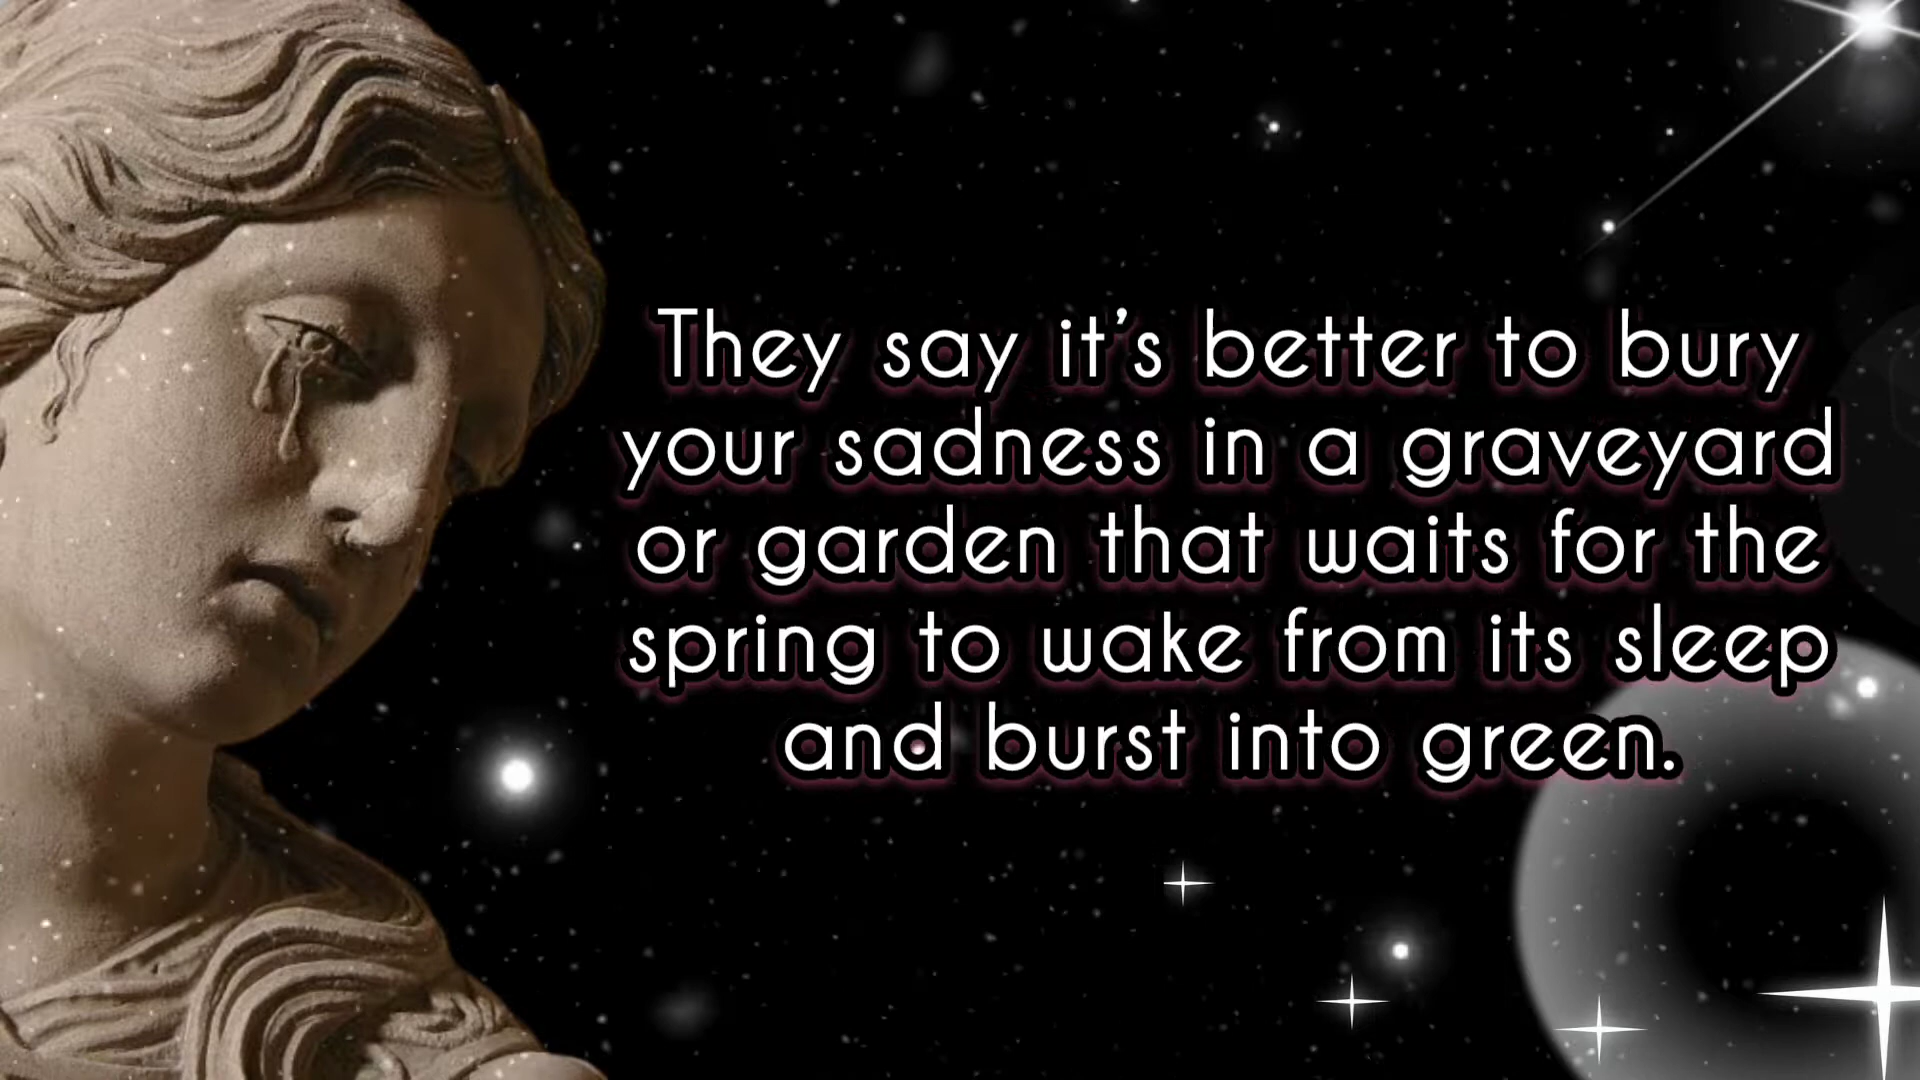 They say it’s better to bury
your sadness in a graveyard
or garden that waits for the
spring to wake from its sleep
and burst into green.